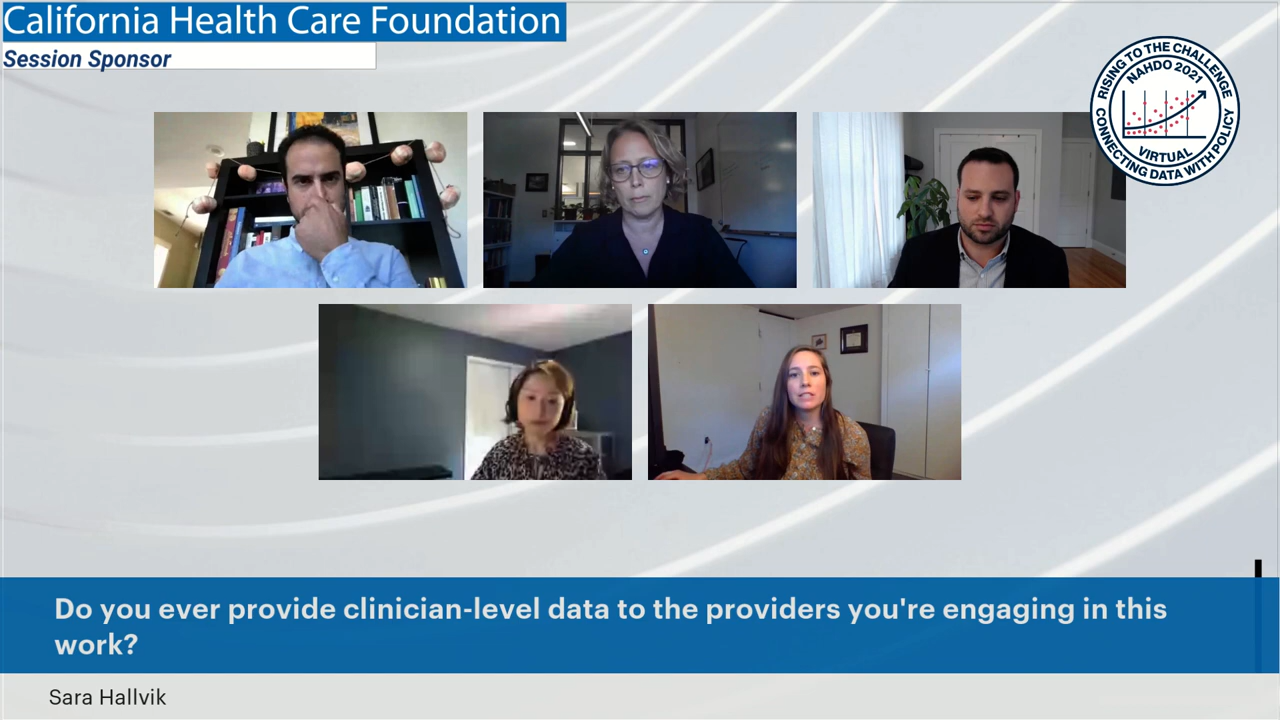 California Health Care Foundation
Session Sponsor
RISING TO THE CHALLENGE
NAHDO 2021
VIRTUAL
CONNECTING DATA WITH POLICY
Do you ever provide clinician-level data to the providers you're engaging in this
work?
Sara Hallvik